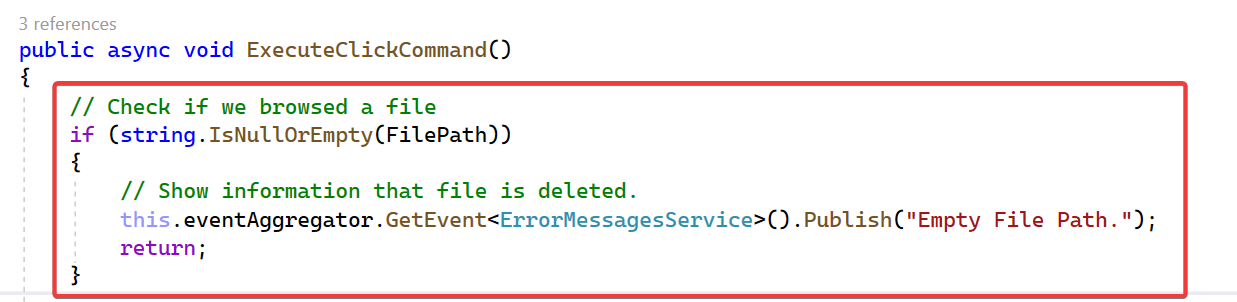 3 references
public async void ExecuteClickCommand()
{
// Check if we browsed a file
if (string.IsNullOrEmpty(FilePath))
{
// Show information that file is deleted.
this.eventAggregator.GetEvent<ErrorMessagesService>().Publish("Empty File Path.");
return;
}